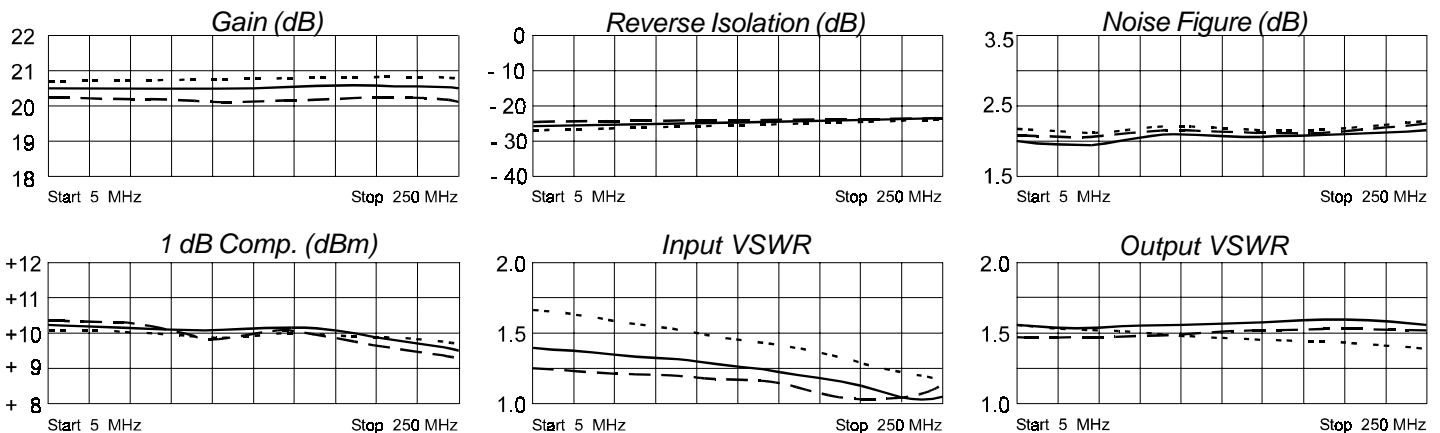 Gain (dB)
22
21
20
19
18
Start 5 MHz
Stop 250 MHz
Reverse Isolation (dB)
0
- 10
- 20
- 30
- 40
Start 5 MHz
Stop 250 MHz
Noise Figure (dB)
3.5
2.5
1.5
Start 5 MHz
Stop 250 MHz
1 dB Comp. (dBm)
+12
+11
+10
+ 9
+ 8
Start 5 MHz
Stop 250 MHz
Input VSWR
2.0
1.5
1.0
Start 5 MHz
Stop 250 MHz
Output VSWR
2.0
1.5
1.0
Start 5 MHz
Stop 250 MHz